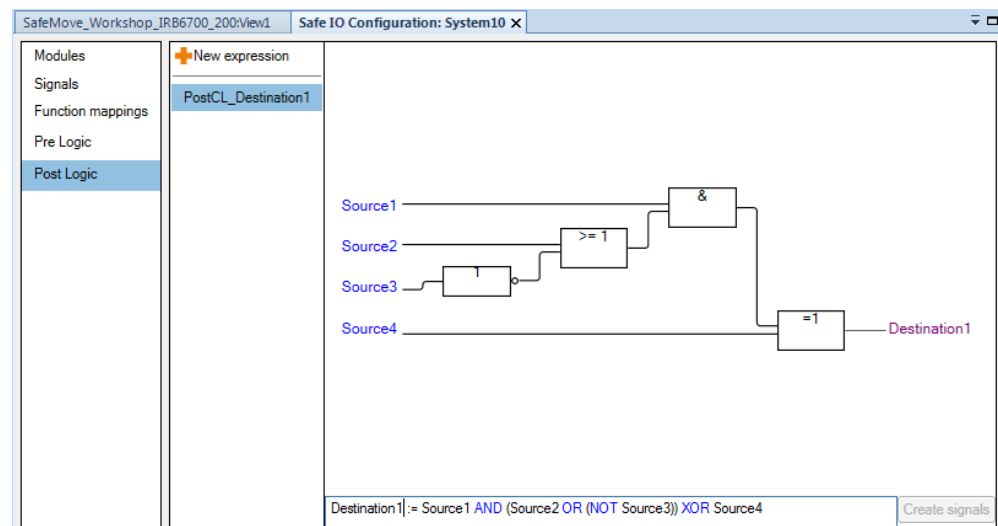 SafeMove_Workshop_IRB6700_200:View1
Safe IO Configuration: System10
Modules
Signals
Function mappings
Pre Logic
Post Logic
New expression
PostCL_Destination1
Source1
Source2
Source3
Source4
&
>= 1
1
=1
Destination1
Destination1 := Source1 AND (Source2 OR (NOT Source3)) XOR Source4
Create signals